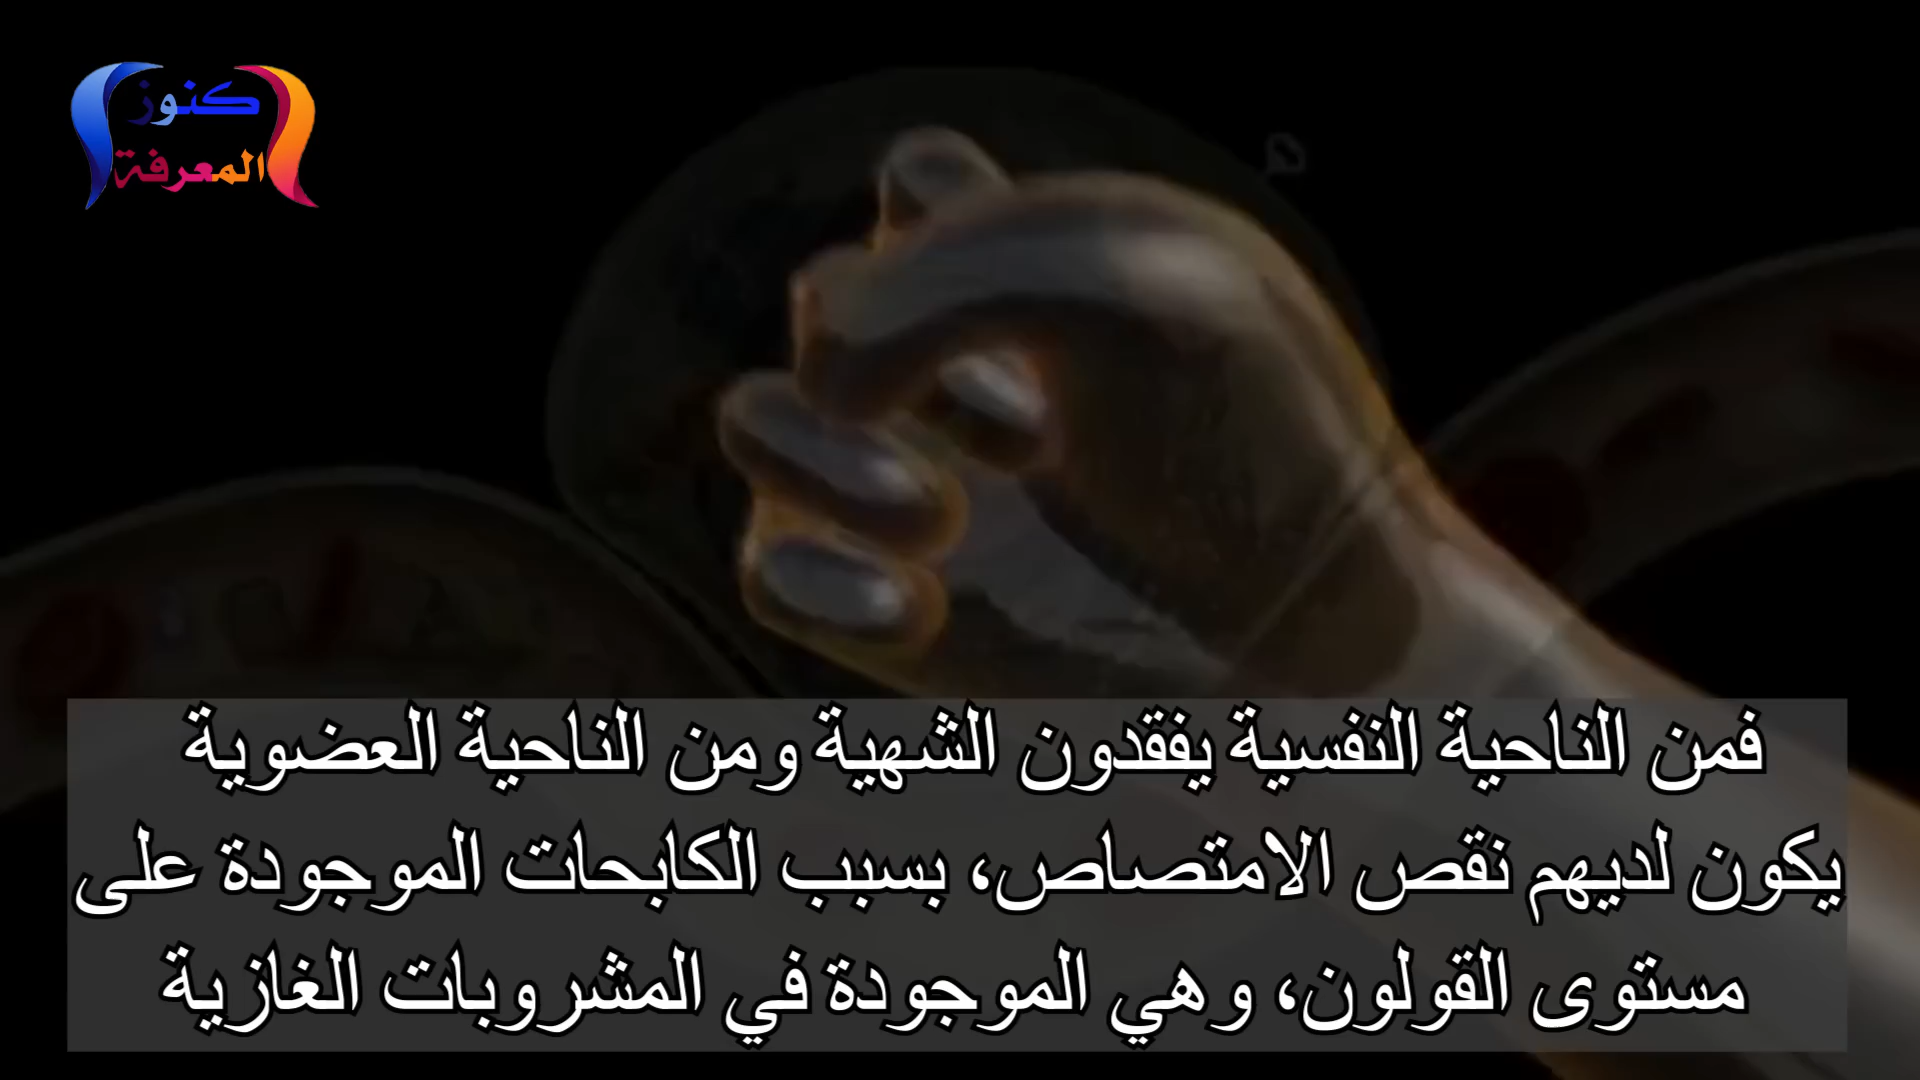 كنوز
المعرفة
فمن الناحية النفسية يفقدون الشهية ومن الناحية العضوية
يكون لديهم نقص الامتصاص، بسبب الكابحات الموجودة على
مستوى القولون، وهي الموجودة في المشروبات الغازية